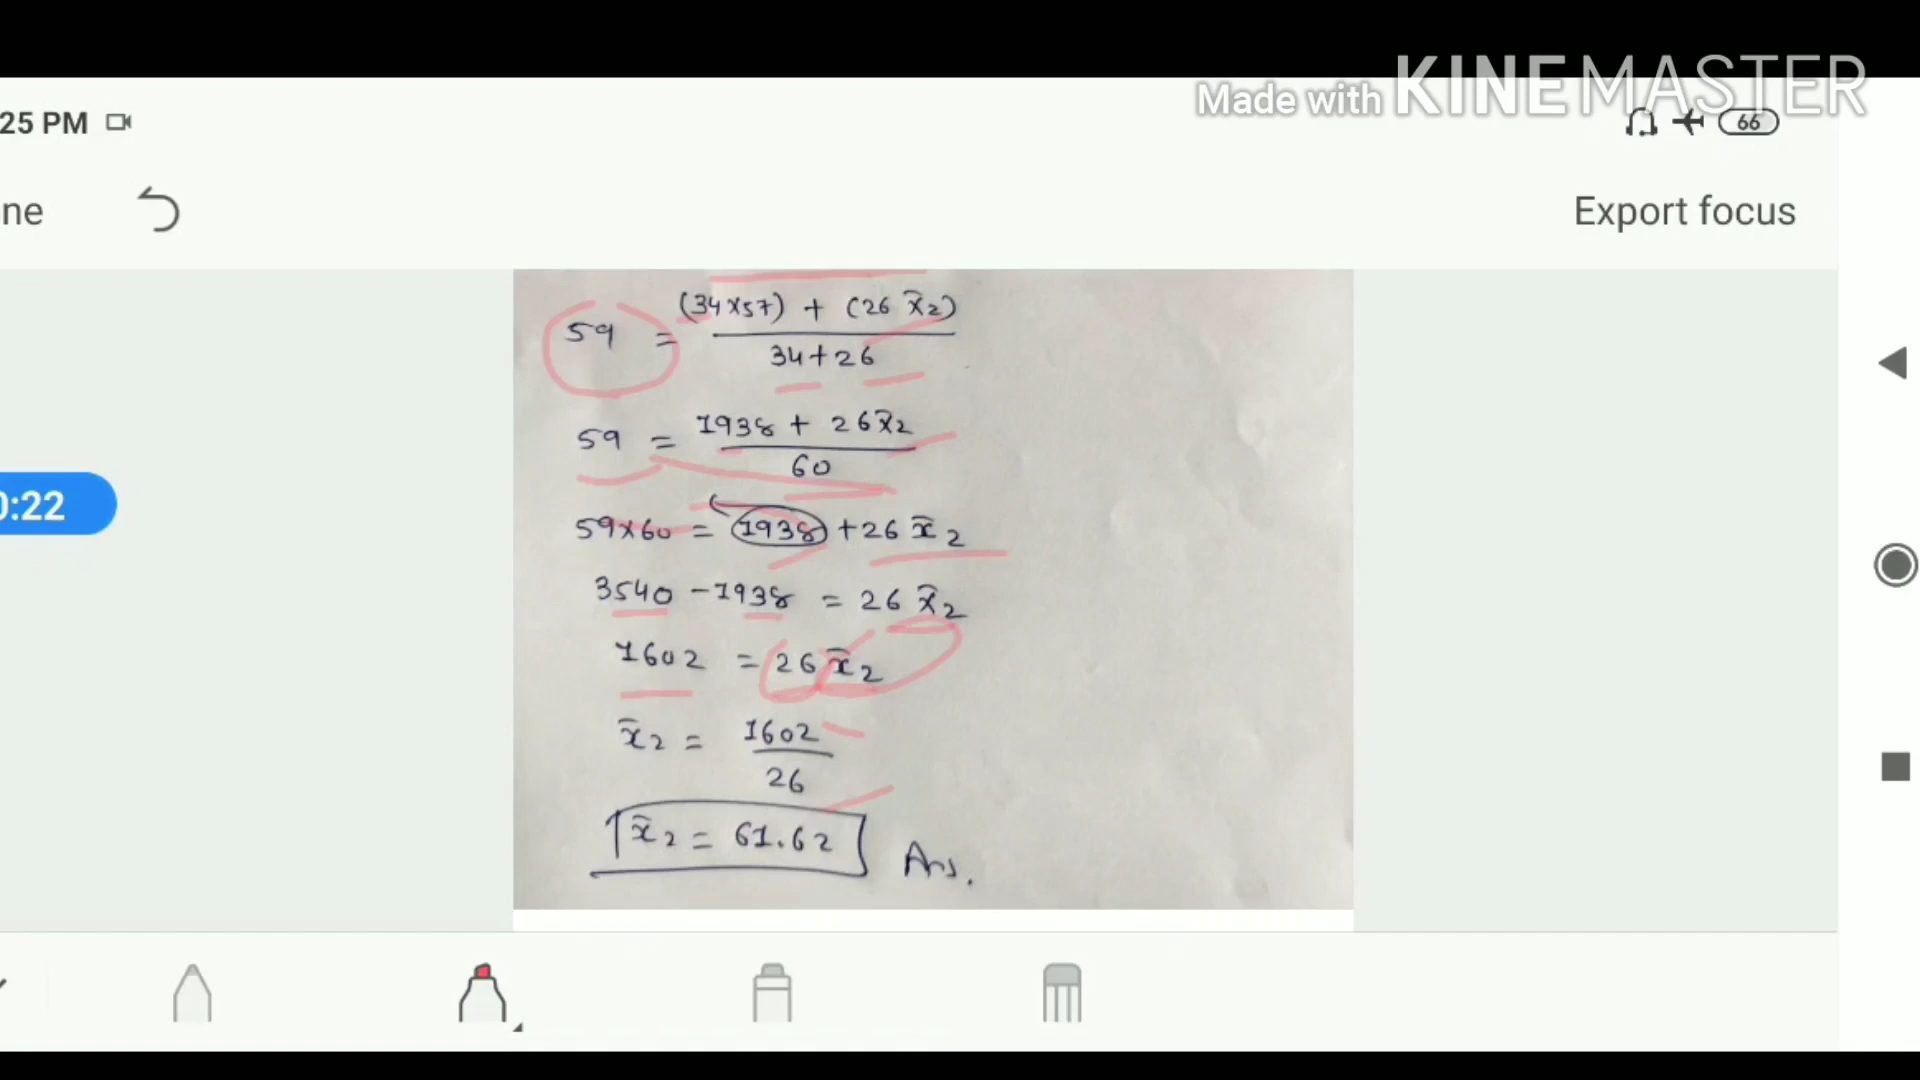 Made with KINEMASTER
25 PM
66
ne
Export focus
59 = (34×57) + (26 x̄2) / 34+26
59 = 1938 + 26x̄2 / 60
0:22
59×60 = 1938 +26 x̄2
3540 -1938 = 26 x̄2
1602 = 26 x̄2
x̄2 = 1602 / 26
x̄2 = 61.62 Ans.